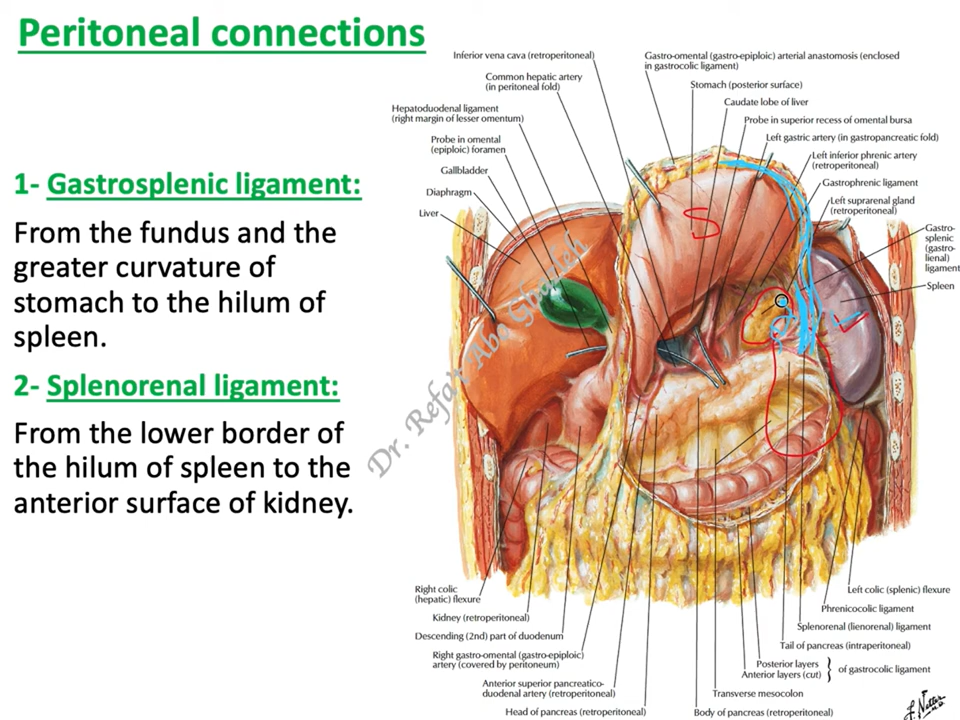 Peritoneal connections
1- Gastrosplenic ligament:
From the fundus and the
greater curvature of
stomach to the hilum of
spleen.
2- Splenorenal ligament:
From the lower border of
the hilum of spleen to the
anterior surface of kidney.
Inferior vena cava (retroperitoneal)
Common hepatic artery
(in peritoneal fold)
Hepatoduodenal ligament
(right margin of lesser omentum)
Probe in omental
(epiploic) foramen
Gallbladder
Diaphragm
Liver
Gastro-omental (gastro-epiploic) arterial anastomosis (enclosed
in gastrocolic ligament)
Stomach (posterior surface)
Caudate lobe of liver
Probe in superior recess of omental bursa
Left gastric artery (in gastropancreatic fold)
Left inferior phrenic artery
(retroperitoneal)
Gastrophrenic ligament
Left suprarenal gland
(retroperitoneal)
Gastro-
splenic
(gastro-
lienal)
ligament
Spleen
S
L
Dr. Refat Abo Ghazleh
Right colic
(hepatic) flexure
Kidney (retroperitoneal)
Descending (2nd) part of duodenum
Right gastro-omental (gastro-epiploic)
artery (covered by peritoneum)
Anterior superior pancreatico-
duodenal artery (retroperitoneal)
Head of pancreas (retroperitoneal)
Left colic (splenic) flexure
Phrenicocolic ligament
Splenorenal (lienorenal) ligament
Tail of pancreas (intraperitoneal)
Posterior layers
Anterior layers (cut)
} of gastrocolic ligament
Transverse mesocolon
Body of pancreas (retroperitoneal)
F. Netter